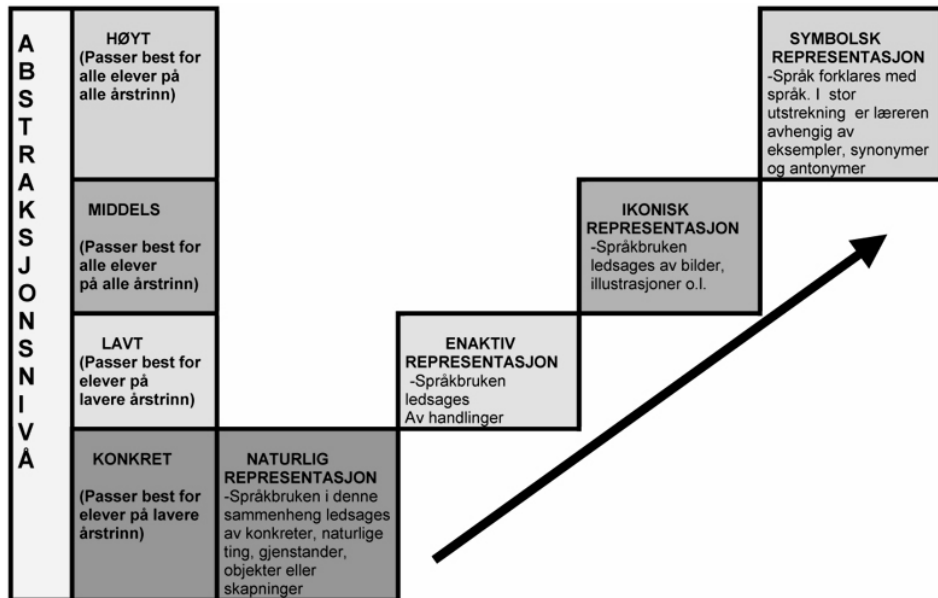 ABSTRAKSJONSNIVÅ
HØYT
(Passer best for
alle elever på
alle årstrinn)
MIDDELS
(Passer best for
alle elever
på alle årstrinn)
LAVT
(Passer best for
elever på
lavere årstrinn)
KONKRET
(Passer best for
elever på lavere
årstrinn)
NATURLIG
REPRESENTASJON
-Språkbruken i denne
sammenheng ledsages
av konkreter, naturlige
ting, gjenstander,
objekter eller
skapninger
ENAKTIV
REPRESENTASJON
-Språkbruken
ledsages
Av handlinger
IKONISK
REPRESENTASJON
-Språkbruken
ledsages av bilder,
illustrasjoner o.l.
SYMBOLSK
REPRESENTASJON
-Språk forklares med
språk. I stor
utstrekning er læreren
avhengig av
eksempler, synonymer
og antonymer